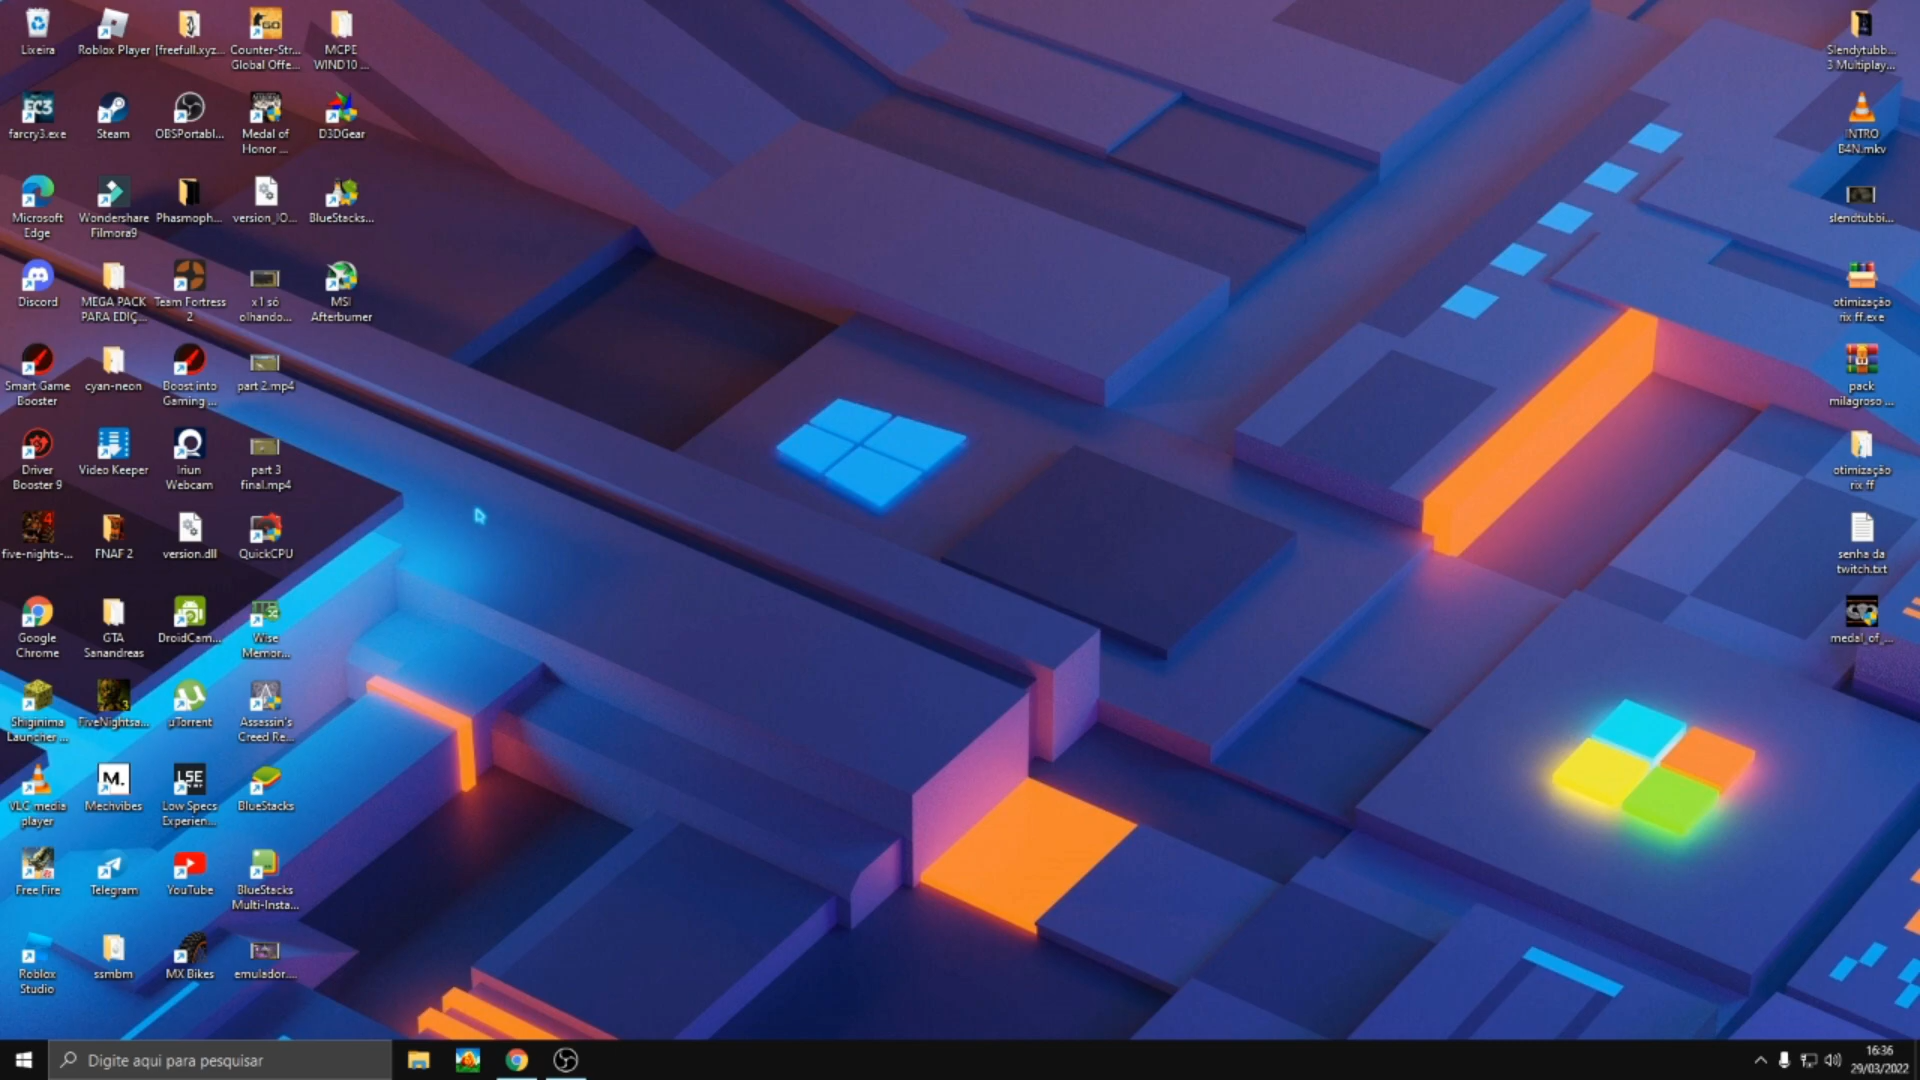 Lixeira
Roblox Player
[freefull.xyz...
Counter-Str...
Global Offe...
MCPE
WIND10 ...
farcry3.exe
Steam
OBSPortabl...
Medal of
Honor ...
D3DGear
Microsoft
Edge
Wondershare
Filmora9
Phasmoph...
version_IO...
BlueStacks...
Discord
MEGA PACK
PARA EDIÇ...
Team Fortress
2
x1 só
olhando...
MSI
Afterburner
Smart Game
Booster
cyan-neon
Boost into
Gaming ...
part 2.mp4
Driver
Booster 9
Video Keeper
Iriun
Webcam
part 3
final.mp4
five-nights-...
FNAF 2
version.dll
QuickCPU
Google
Chrome
GTA
Sanandreas
DroidCam...
Wise
Memor...
Shiginima
Launcher ...
FiveNightsa...
µTorrent
Assassin's
Creed Re...
VLC media
player
Mechvibes
Low Specs
Experien...
BlueStacks
Free Fire
Telegram
YouTube
BlueStacks
Multi-Insta...
Roblox
Studio
ssmbm
MX Bikes
emulador....
Slendytubb...
3 Multiplay...
INTRO
B4N.mkv
slendtubbi...
otimização
rix ff.exe
pack
milagroso ...
otimização
rix ff
senha da
twitch.txt
medal_of_...
Digite aqui para pesquisar
16:36
29/03/2022